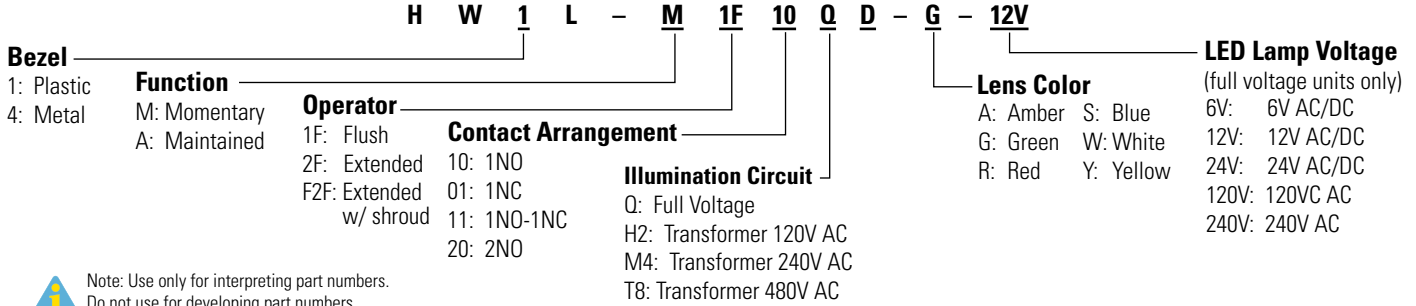 H W 1 L – M 1F 10 Q D – G – 12V
Bezel
1: Plastic
4: Metal
Function
M: Momentary
A: Maintained
Operator
1F: Flush
2F: Extended
F2F: Extended
w/ shroud
Contact Arrangement
10: 1NO
01: 1NC
11: 1NO-1NC
20: 2NO
Illumination Circuit
Q: Full Voltage
H2: Transformer 120V AC
M4: Transformer 240V AC
T8: Transformer 480V AC
Lens Color
A: Amber S: Blue
G: Green W: White
R: Red Y: Yellow
LED Lamp Voltage
(full voltage units only)
6V: 6V AC/DC
12V: 12V AC/DC
24V: 24V AC/DC
120V: 120VC AC
240V: 240V AC
Note: Use only for interpreting part numbers.
Do not use for developing part numbers.